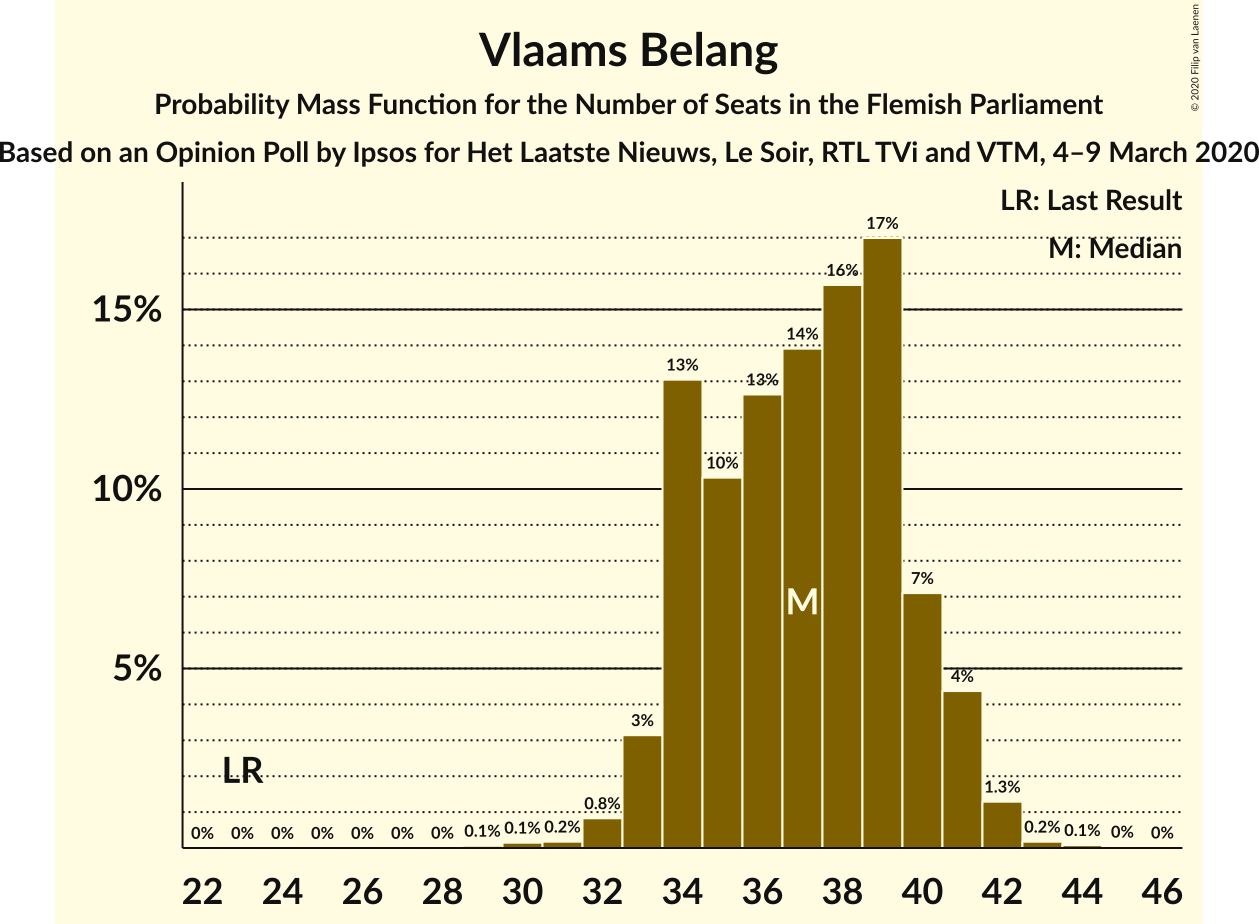 Vlaams Belang
© 2020 Filip van Laenen
Probability Mass Function for the Number of Seats in the Flemish Parliament
Based on an Opinion Poll by Ipsos for Het Laatste Nieuws, Le Soir, RTL TVi and VTM, 4–9 March 2020
LR: Last Result
M: Median
15%
10%
5%
0% 0% 0% 0% 0% 0% 0% 0.1% 0.1% 0.2% 0.8% 3% 13% 10% 13% 14% 16% 17% 7% 4% 1.3% 0.2% 0.1% 0% 0%
LR
M
22 24 26 28 30 32 34 36 38 40 42 44 46